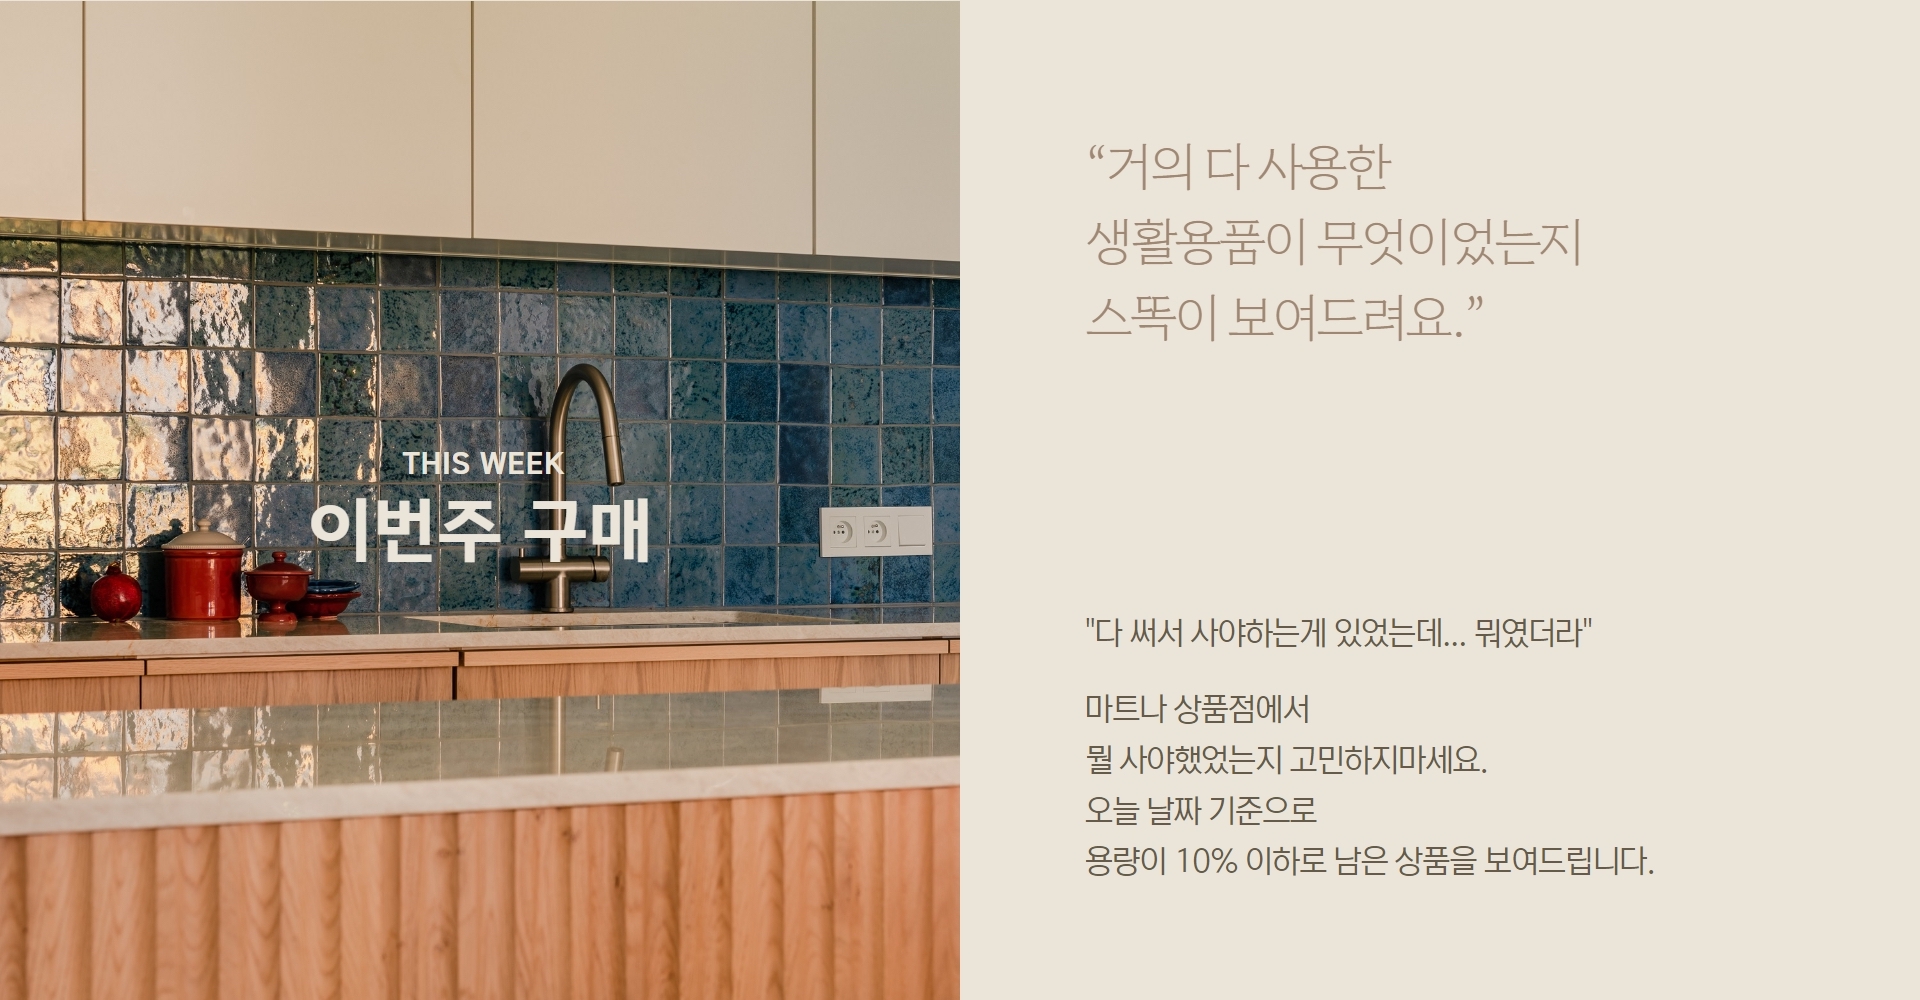 THIS WEEK
이번주 구매
“거의 다 사용한
생활용품이 무엇이었는지
스똑이 보여드려요.”
"다 써서 사야하는게 있었는데... 뭐였더라"
마트나 상품점에서
뭘 사야했었는지 고민하지마세요.
오늘 날짜 기준으로
용량이 10% 이하로 남은 상품을 보여드립니다.